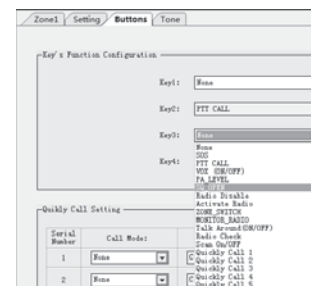 Zone1 Setting Buttons Tone
Key's Function Configuration
Key1: None
Key2: PTT CALL
Key3: None
None
SOS
Key4: PTT CALL
VOX (ON/OFF)
PA_LEVEL
SQ OPEN
Radio Disable
Activate Radio
Quikly Call Setting
ZONE_SWITCH
MONITOR_RADIO
Talk Around(ON/OFF)
Serial Number Call Mode: Radio Check
Scan On/OFF
1 None Quickly Call 1
Quickly Call 2
Quickly Call 3
2 None Quickly Call 4
Quickly Call 5